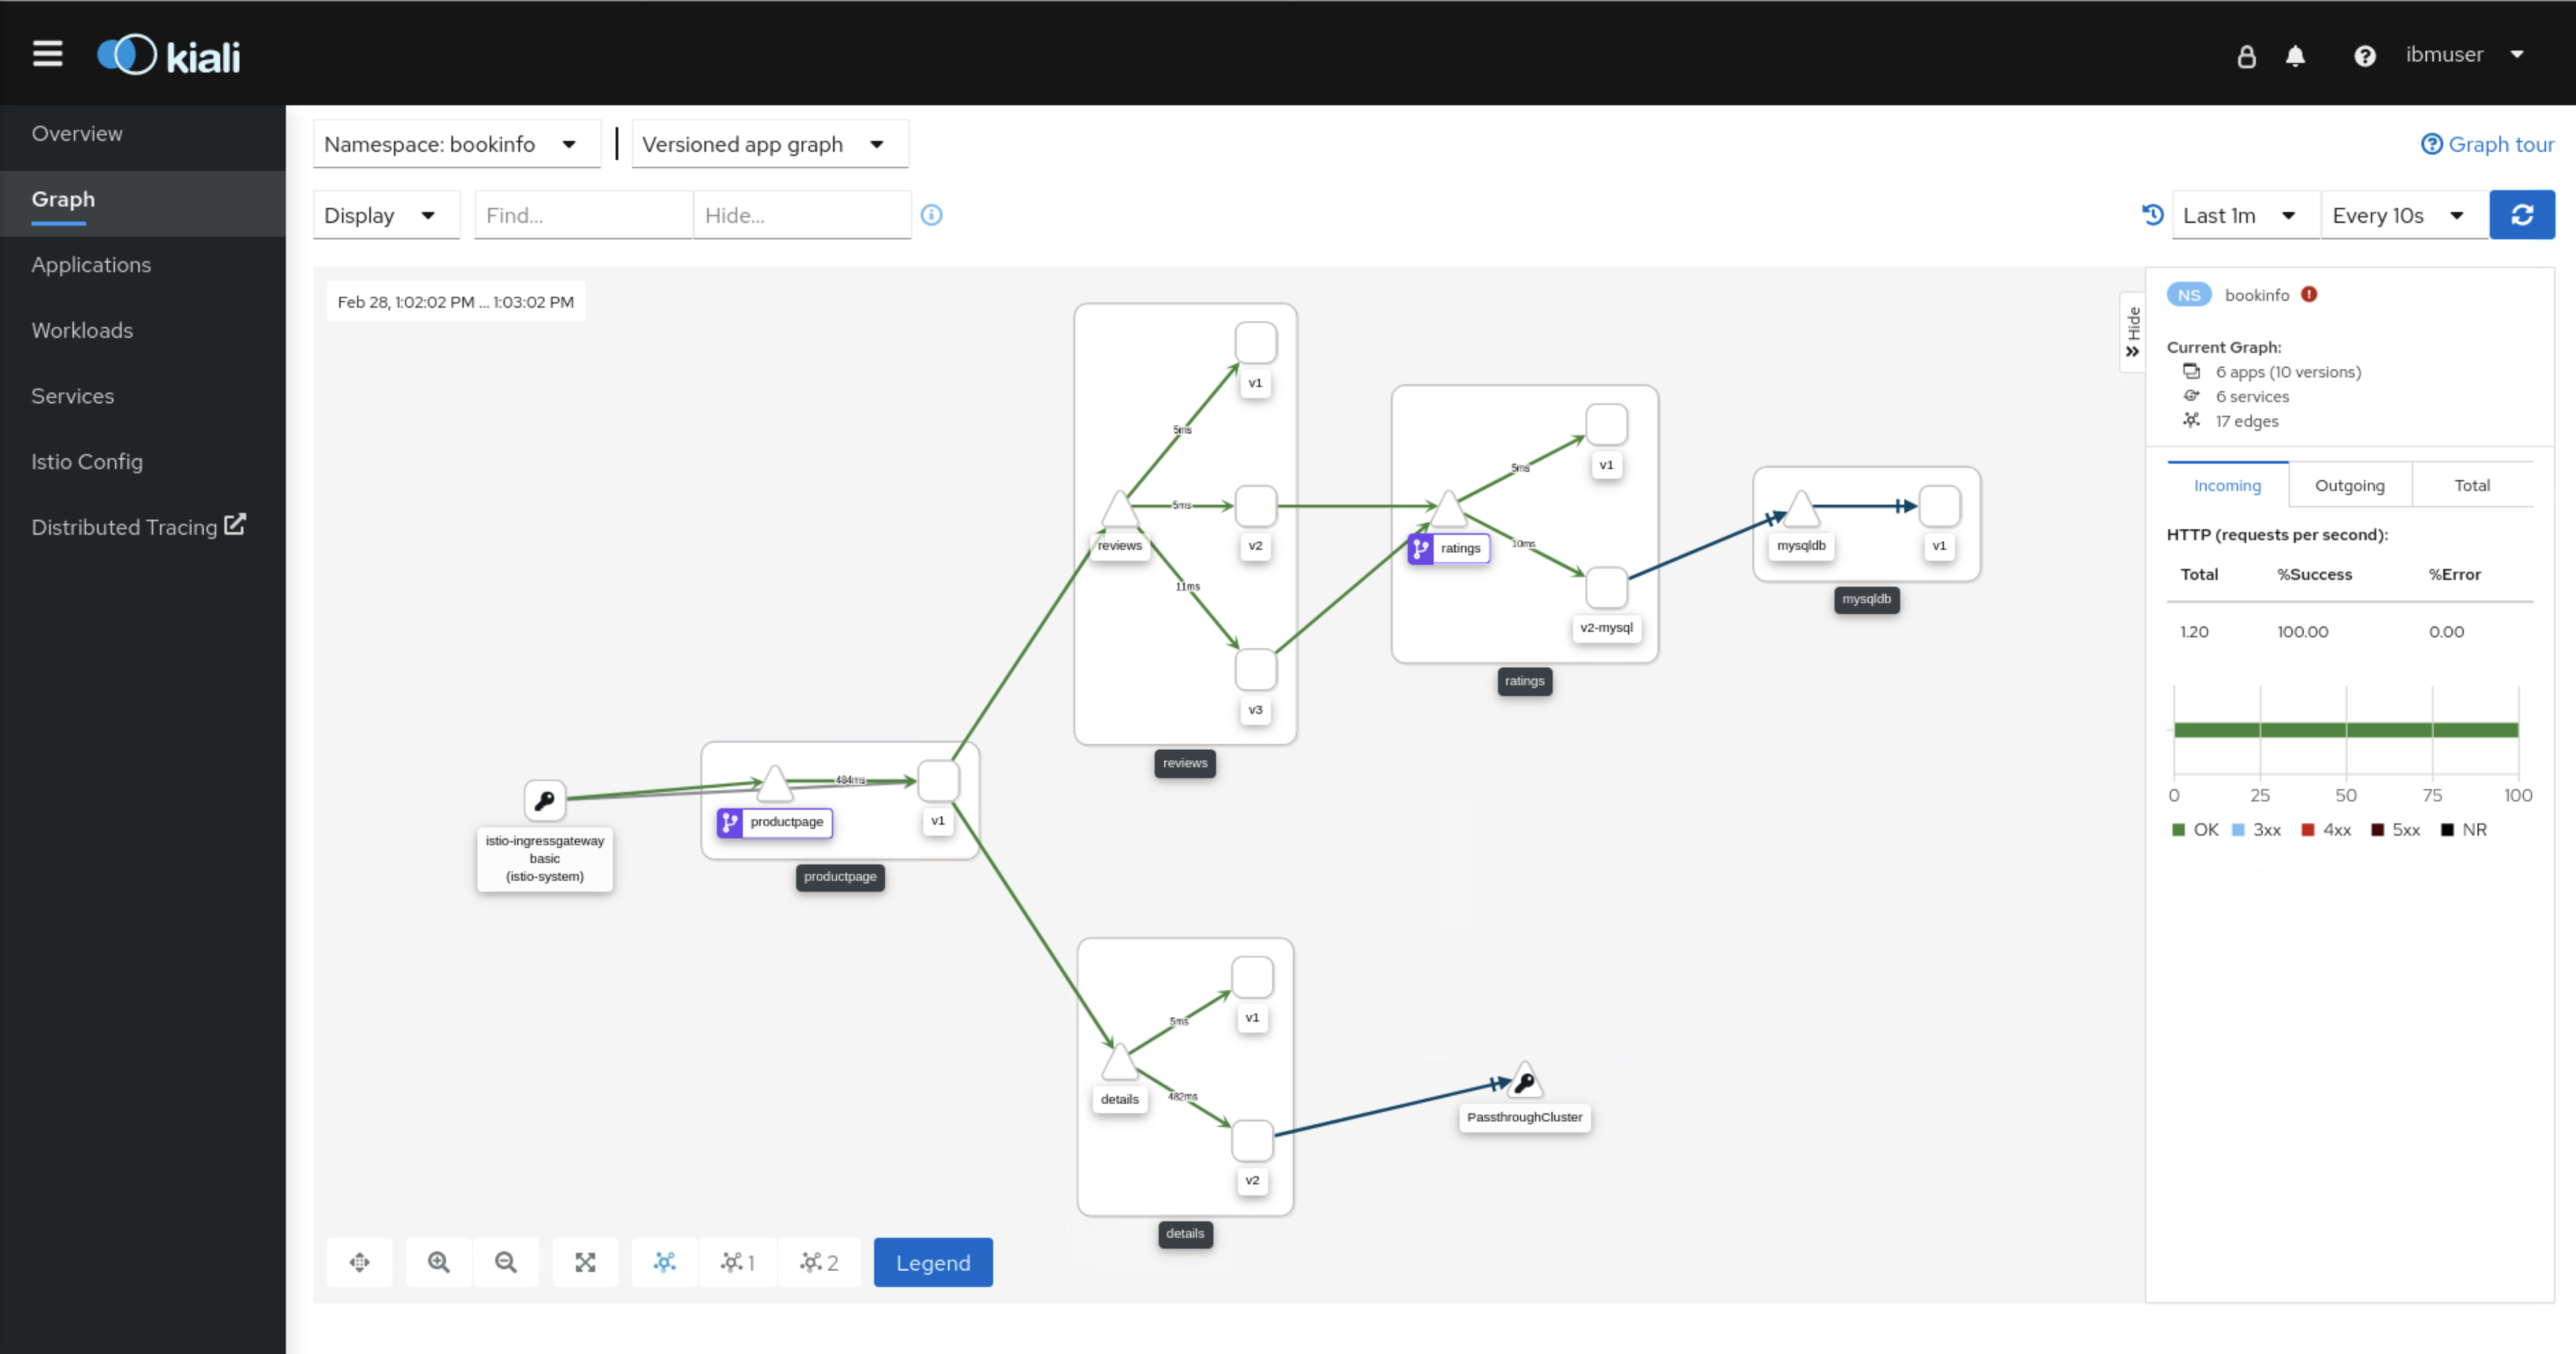 kiali
ibmuser
Overview
Graph
Applications
Workloads
Services
Istio Config
Distributed Tracing
Namespace: bookinfo
Versioned app graph
Graph tour
Display
Find...
Hide...
Last 1m
Every 10s
Feb 28, 1:02:02 PM ... 1:03:02 PM
v1
5ms
5ms
v2
reviews
11ms
v3
reviews
v1
5ms
ratings
10ms
v2-mysql
ratings
mysqldb
v1
mysqldb
484ms
productpage
v1
productpage
istio-ingressgateway
basic
(istio-system)
v1
5ms
details
482ms
v2
details
PassthroughCluster
1
2
Legend
Hide
NS bookinfo
Current Graph:
6 apps (10 versions)
6 services
17 edges
Incoming
Outgoing
Total
HTTP (requests per second):
Total %Success %Error
1.20 100.00 0.00
0 25 50 75 100
OK 3xx 4xx 5xx NR